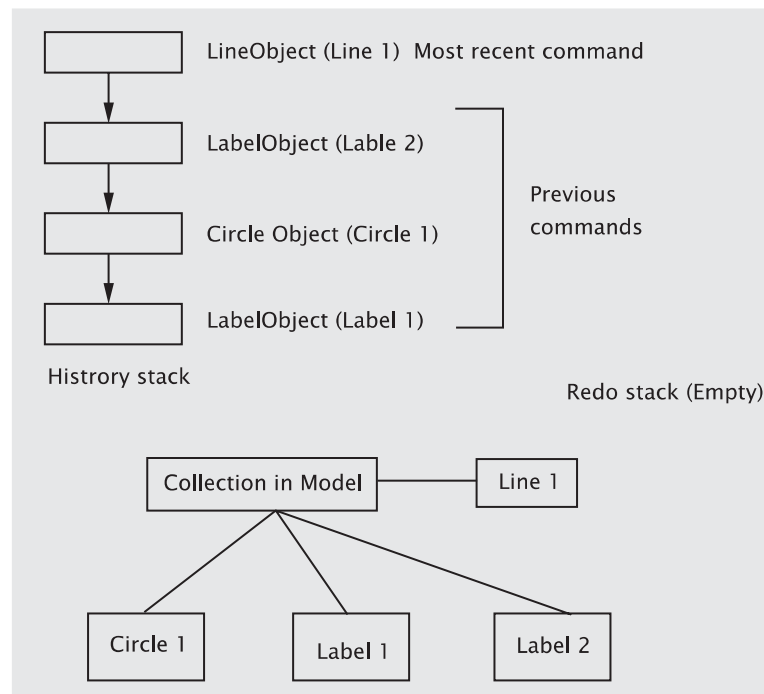 LineObject (Line 1) Most recent command
LabelObject (Lable 2)
Previous
commands
Circle Object (Circle 1)
LabelObject (Label 1)
Histrory stack
Redo stack (Empty)
Collection in Model
Line 1
Circle 1
Label 1
Label 2